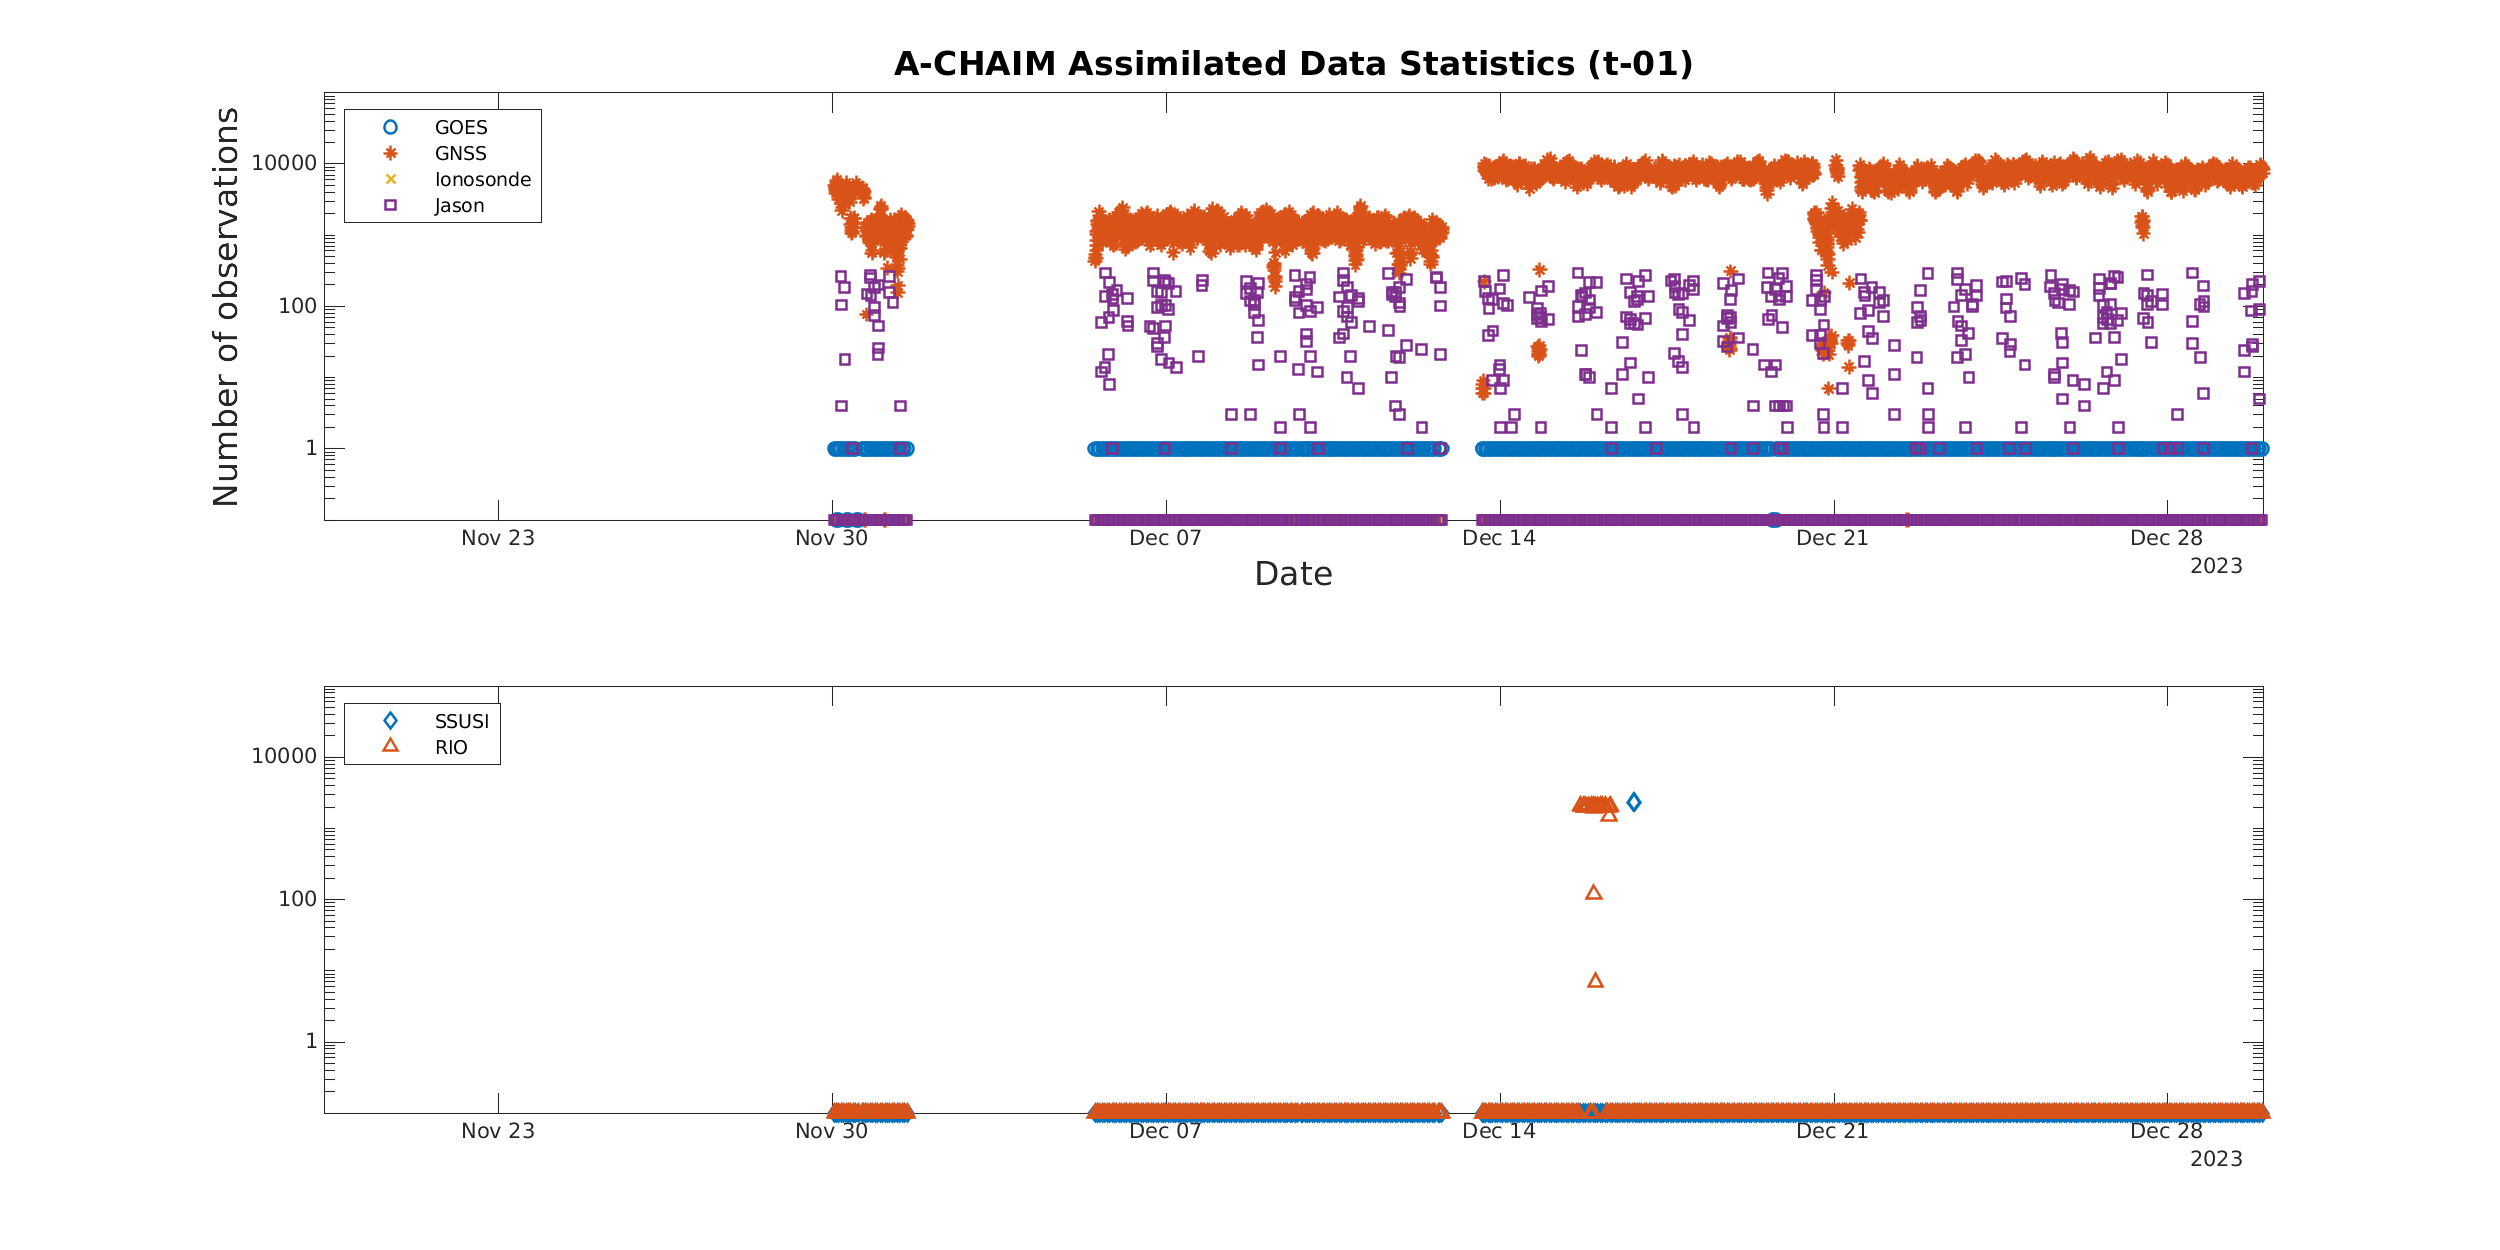 A-CHAIM Assimilated Data Statistics (t-01)
Number of observations
10000
100
1
GOES
GNSS
Ionosonde
Jason
Nov 23
Nov 30
Dec 07
Dec 14
Dec 21
Dec 28
2023
Date
10000
100
1
SSUSI
RIO
Nov 23
Nov 30
Dec 07
Dec 14
Dec 21
Dec 28
2023